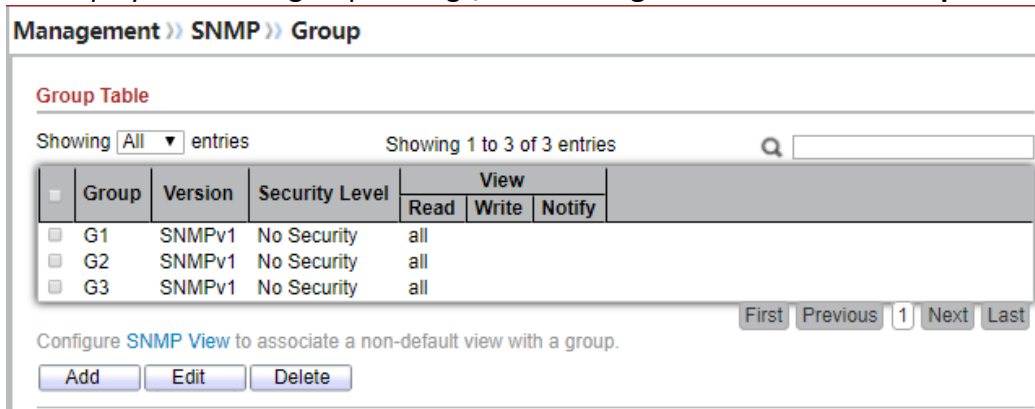 Management » SNMP » Group
Group Table
Showing All ▼ entries Showing 1 to 3 of 3 entries
Group Version Security Level View
Read Write Notify
G1 SNMPv1 No Security all
G2 SNMPv1 No Security all
G3 SNMPv1 No Security all
First Previous 1 Next Last
Configure SNMP View to associate a non-default view with a group.
Add Edit Delete